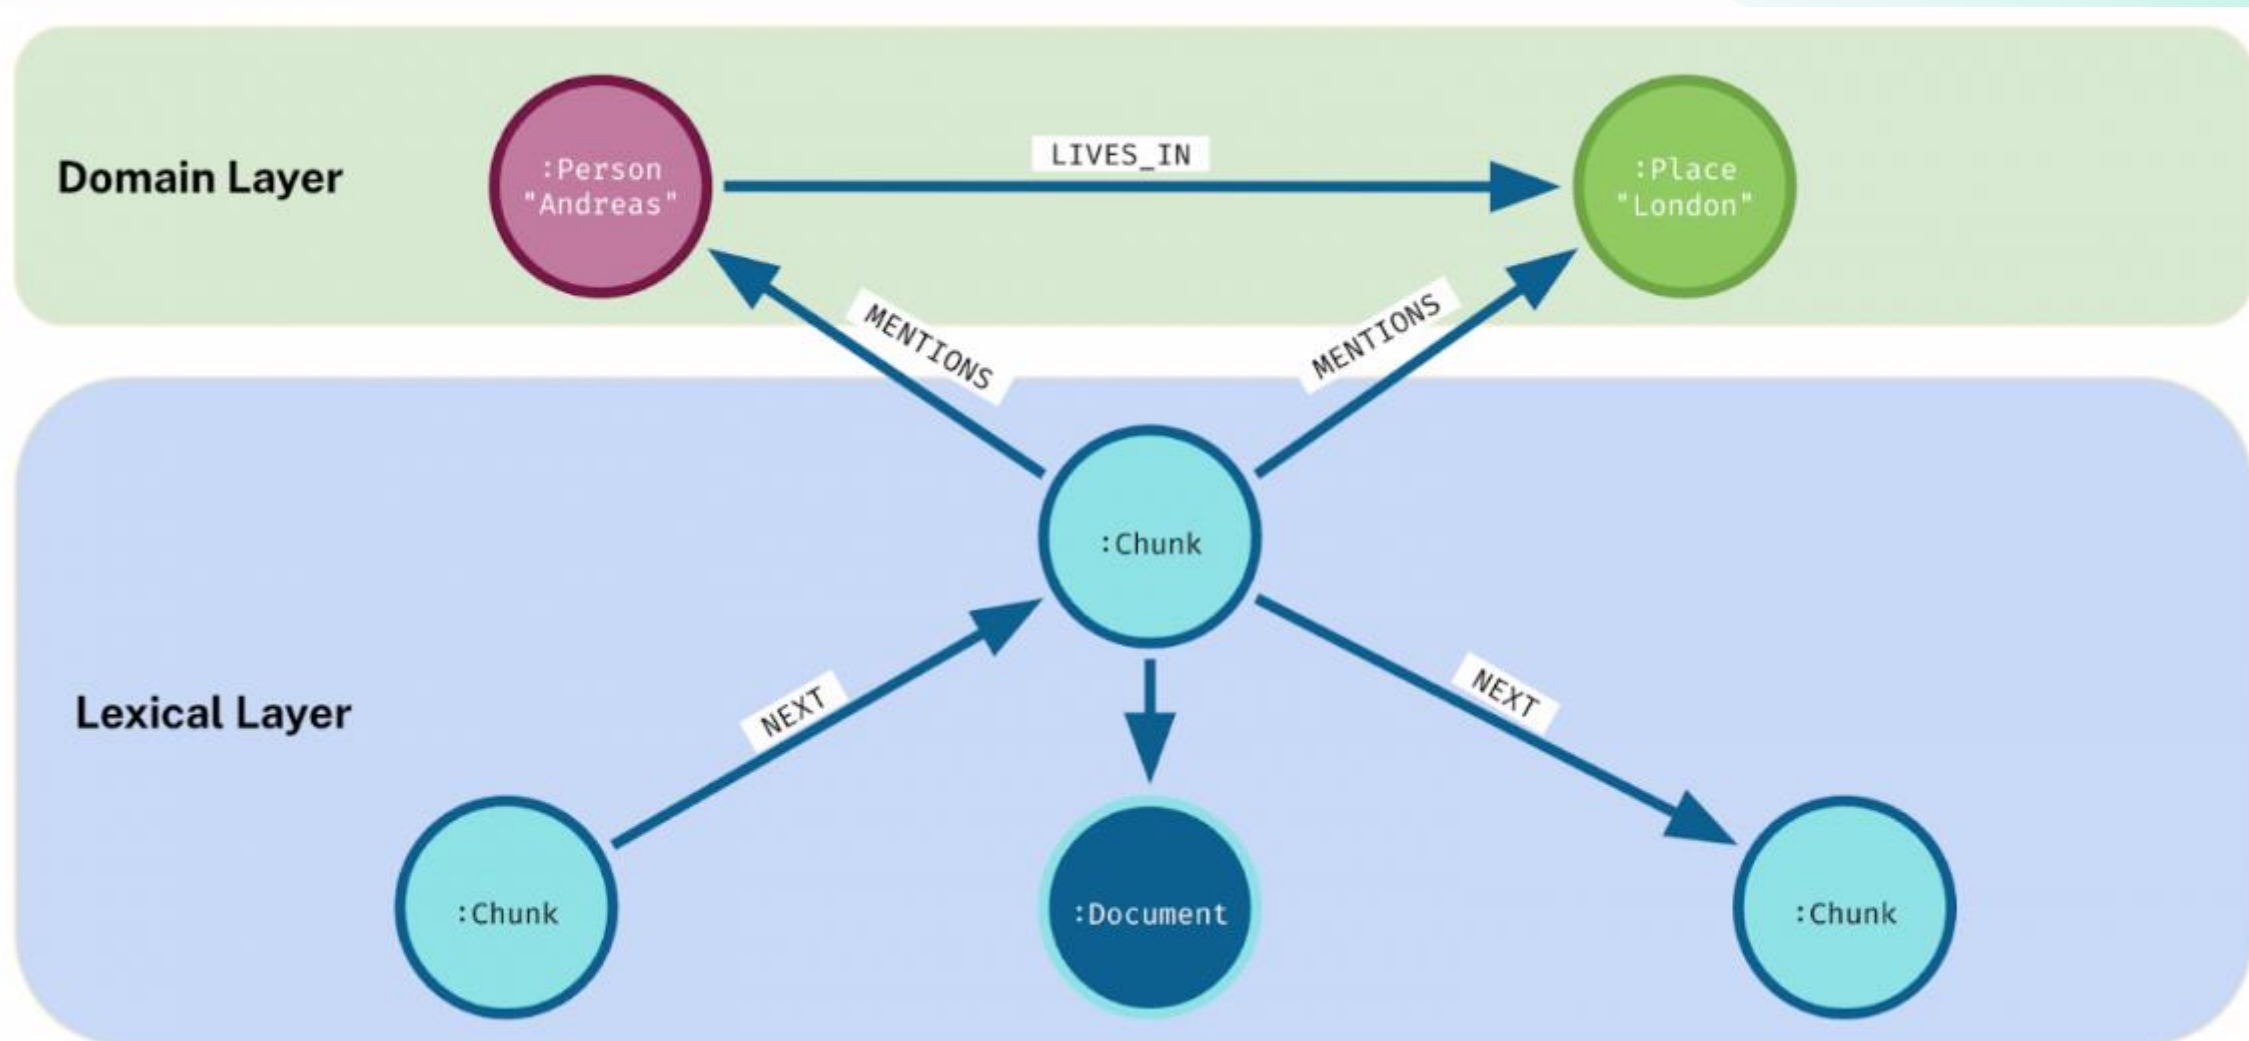 Domain Layer
:Person
"Andreas"
LIVES_IN
:Place
"London"
MENTIONS
MENTIONS
:Chunk
Lexical Layer
NEXT
NEXT
:Chunk
:Document
:Chunk